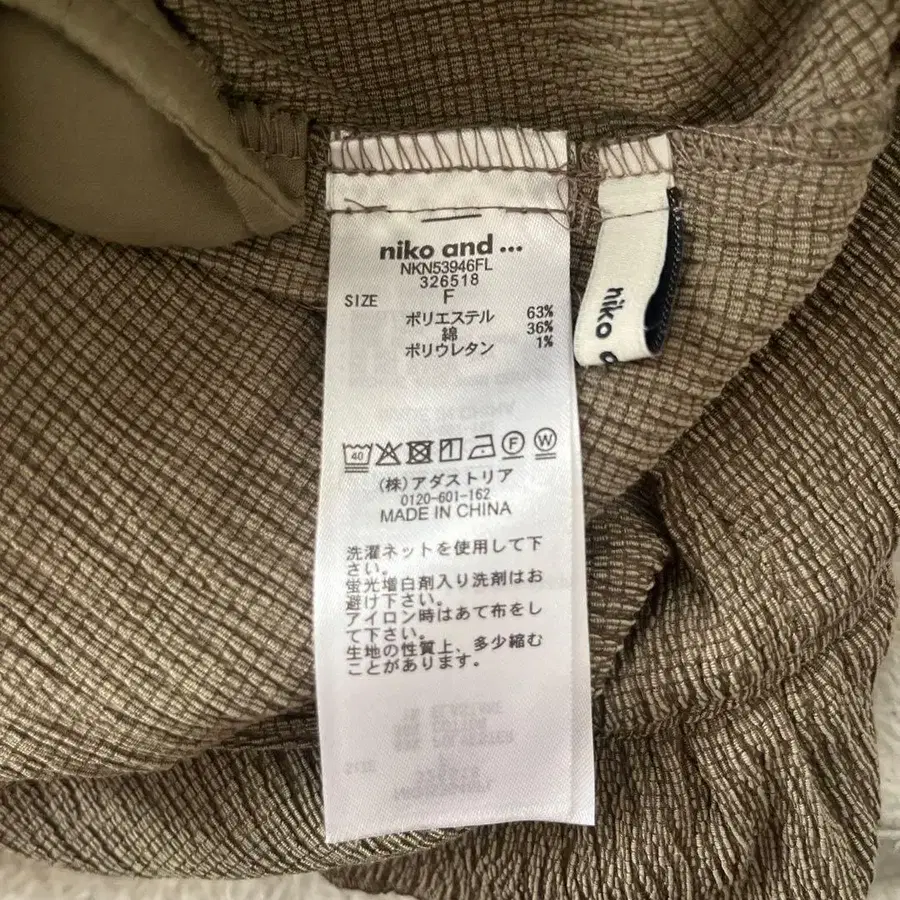 niko and ...
NKN53946FL
326518
SIZE F
ポリエステル 63%
綿 36%
ポリウレタン 1%
40
F W
(株)アダストリア
0120-601-162
MADE IN CHINA
洗濯ネットを使用して下
さい。
蛍光増白剤入り洗剤はお
避け下さい。
アイロン時はあて布をし
て下さい。
生地の性質上、多少縮む
ことがあります。
niko